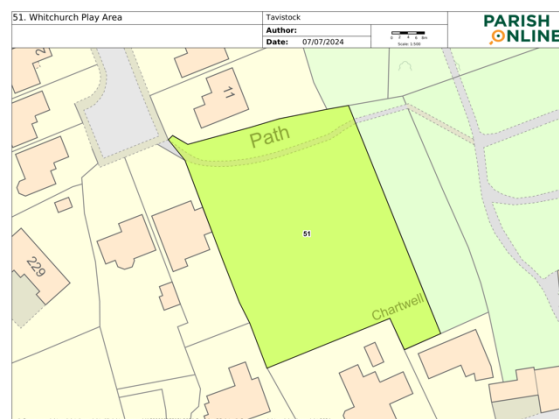 51. Whitchurch Play Area
Tavistock
Author:
Date: 07/07/2024
PARISH
ONLINE
11
Path
51
229
Chartwell